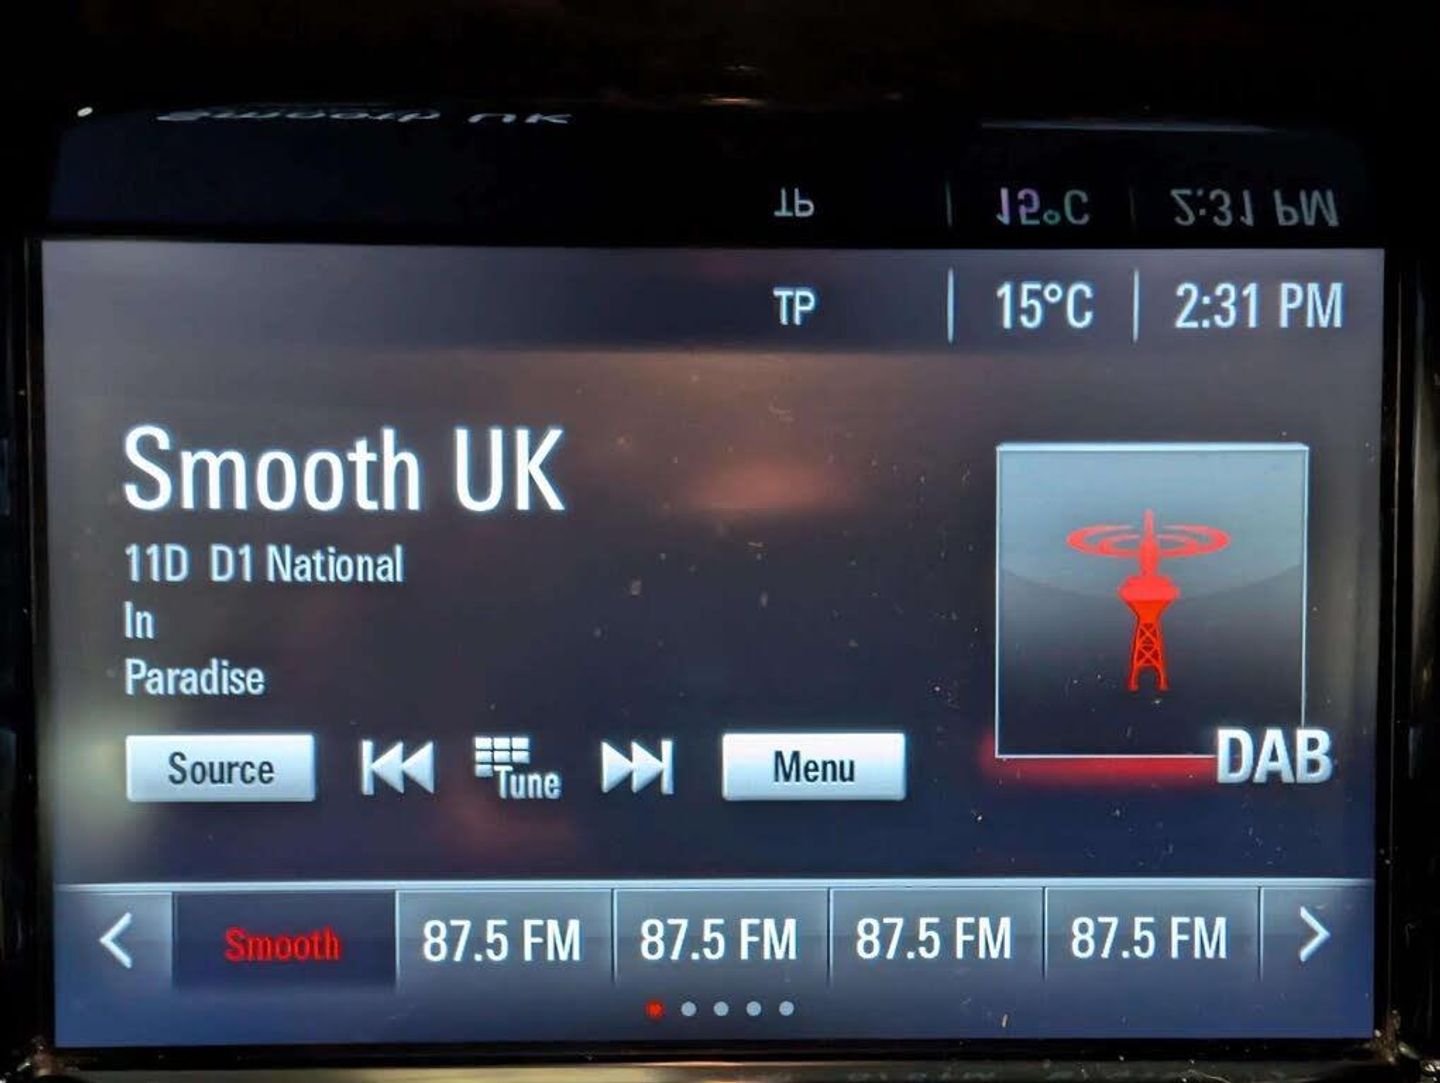 TP 15°C 2:31 PM
Smooth UK
11D D1 National
In
Paradise
Source Tune Menu
DAB
Smooth 87.5 FM 87.5 FM 87.5 FM 87.5 FM